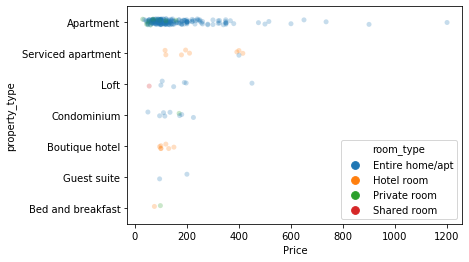 Apartment
Serviced apartment
Loft
Condominium
Boutique hotel
Guest suite
Bed and breakfast
property_type
room_type
Entire home/apt
Hotel room
Private room
Shared room
0 200 400 600 800 1000 1200
Price